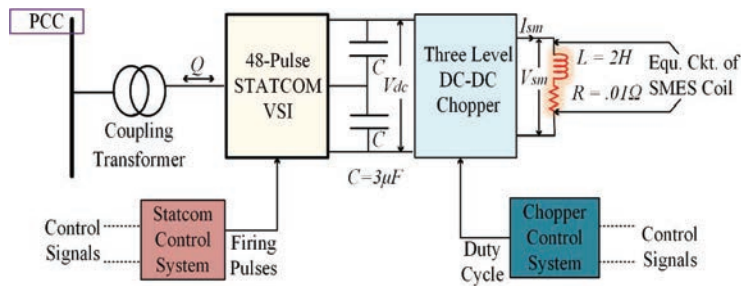 PCC
Q
Coupling
Transformer
48-Pulse
STATCOM
VSI
C
C
Vdc
C=3μF
Three Level
DC-DC
Chopper
Ism
Vsm
L = 2H
R = .01Ω
Equ. Ckt. of
SMES Coil
Control
Signals
Statcom
Control
System
Firing
Pulses
Duty
Cycle
Chopper
Control
System
Control
Signals